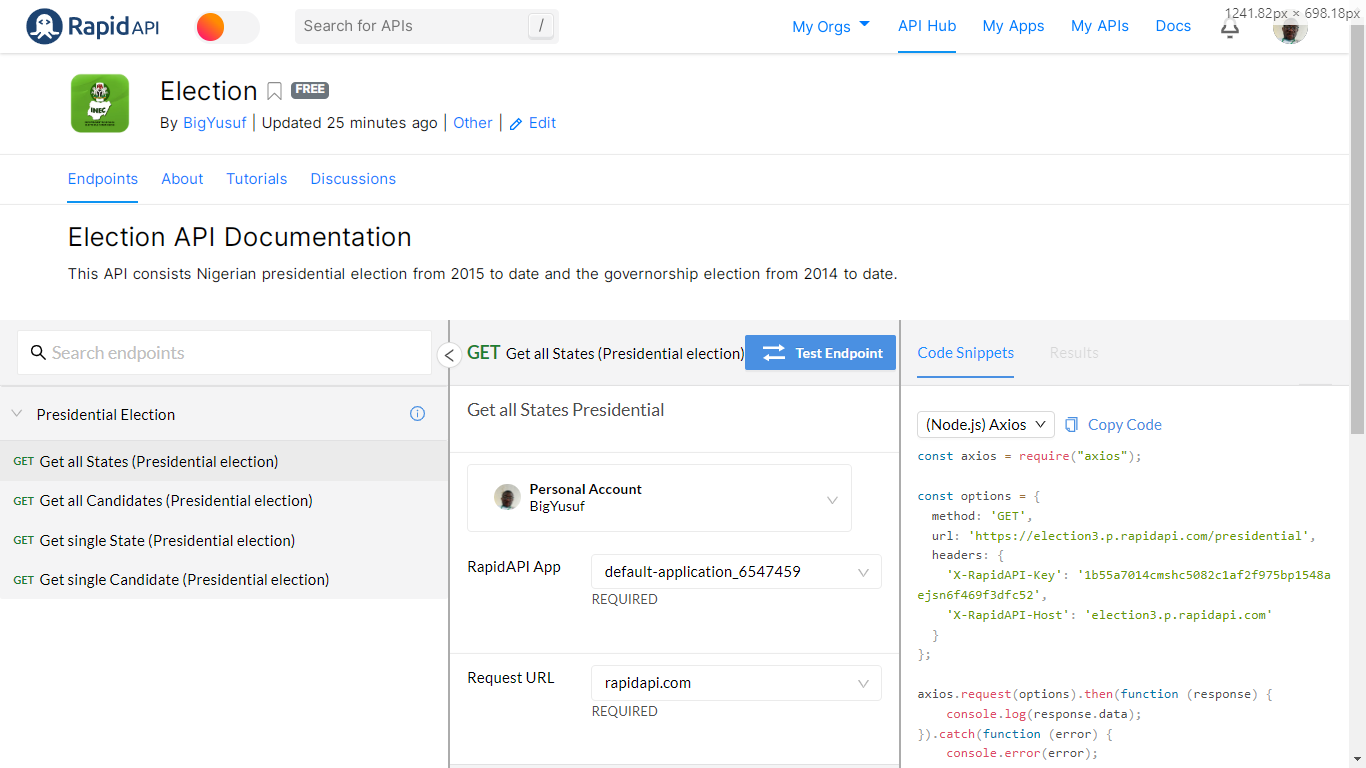 1241.82px × 698.18px
RapidAPI
Search for APIs /
My Orgs API Hub My Apps My APIs Docs
INEC
Election FREE
By BigYusuf | Updated 25 minutes ago | Other | Edit
Endpoints About Tutorials Discussions
Election API Documentation
This API consists Nigerian presidential election from 2015 to date and the governorship election from 2014 to date.
Search endpoints
Presidential Election
GET Get all States (Presidential election)
GET Get all Candidates (Presidential election)
GET Get single State (Presidential election)
GET Get single Candidate (Presidential election)
GET Get all States (Presidential election) Test Endpoint
Get all States Presidential
Personal Account
BigYusuf
RapidAPI App default-application_6547459
REQUIRED
Request URL rapidapi.com
REQUIRED
Code Snippets Results
(Node.js) Axios Copy Code
const axios = require("axios");
const options = {
method: 'GET',
url: 'https://election3.p.rapidapi.com/presidential',
headers: {
'X-RapidAPI-Key': '1b55a7014cmshc5082c1af2f975bp1548a
ejsn6f469f3dfc52',
'X-RapidAPI-Host': 'election3.p.rapidapi.com'
}
};
axios.request(options).then(function (response) {
console.log(response.data);
}).catch(function (error) {
console.error(error);